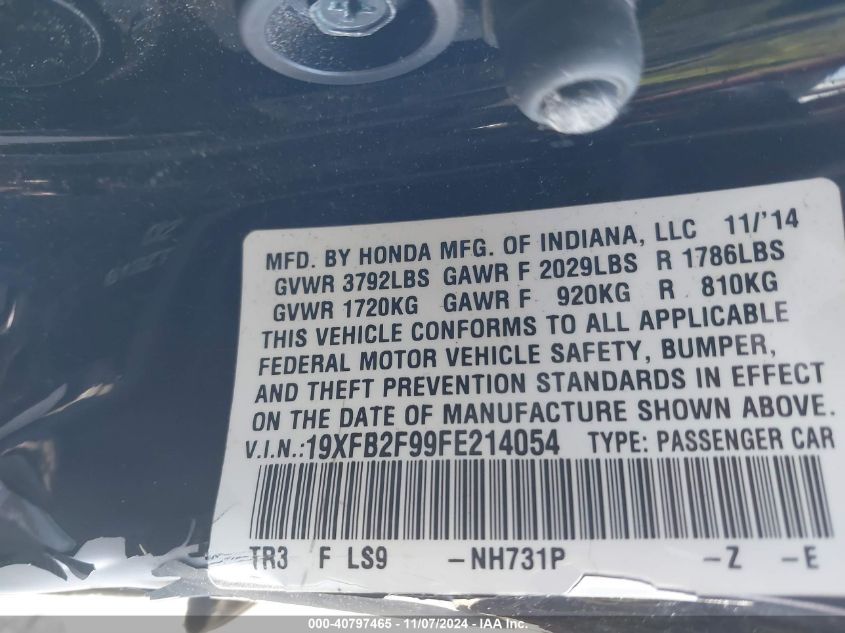 MFD. BY HONDA MFG. OF INDIANA, LLC 11/'14
GVWR 3792LBS GAWR F 2029LBS R 1786LBS
GVWR 1720KG GAWR F 920KG R 810KG
THIS VEHICLE CONFORMS TO ALL APPLICABLE
FEDERAL MOTOR VEHICLE SAFETY, BUMPER,
AND THEFT PREVENTION STANDARDS IN EFFECT
ON THE DATE OF MANUFACTURE SHOWN ABOVE.
V.I.N.:19XFB2F99FE214054 TYPE: PASSENGER CAR
TR3 F LS9 -NH731P -Z -E
000-40797465 - 11/07/2024 - IAA Inc.